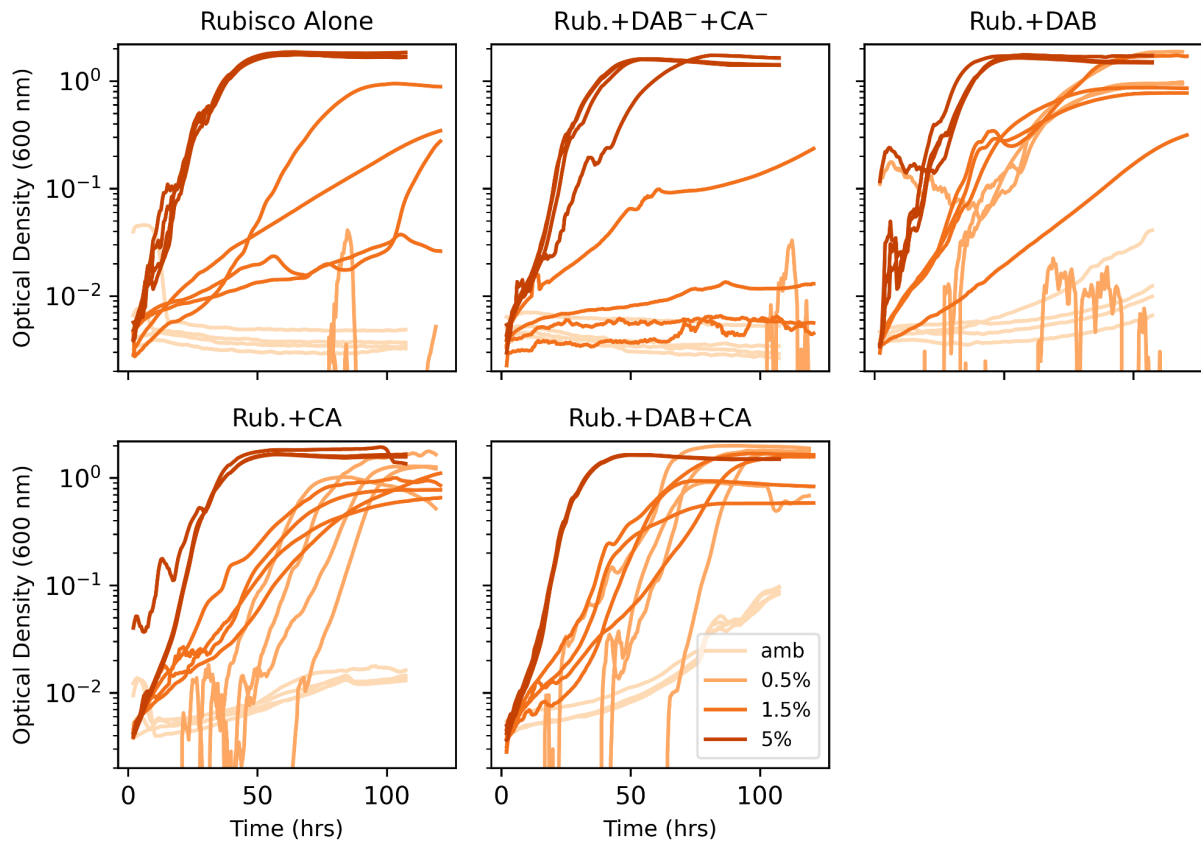 Rubisco Alone
Rub.+DAB⁻+CA⁻
Rub.+DAB
Optical Density (600 nm)
10⁰
10⁻¹
10⁻²
Rub.+CA
Rub.+DAB+CA
Optical Density (600 nm)
10⁰
10⁻¹
10⁻²
amb
0.5%
1.5%
5%
0 50 100
0 50 100
Time (hrs)
Time (hrs)